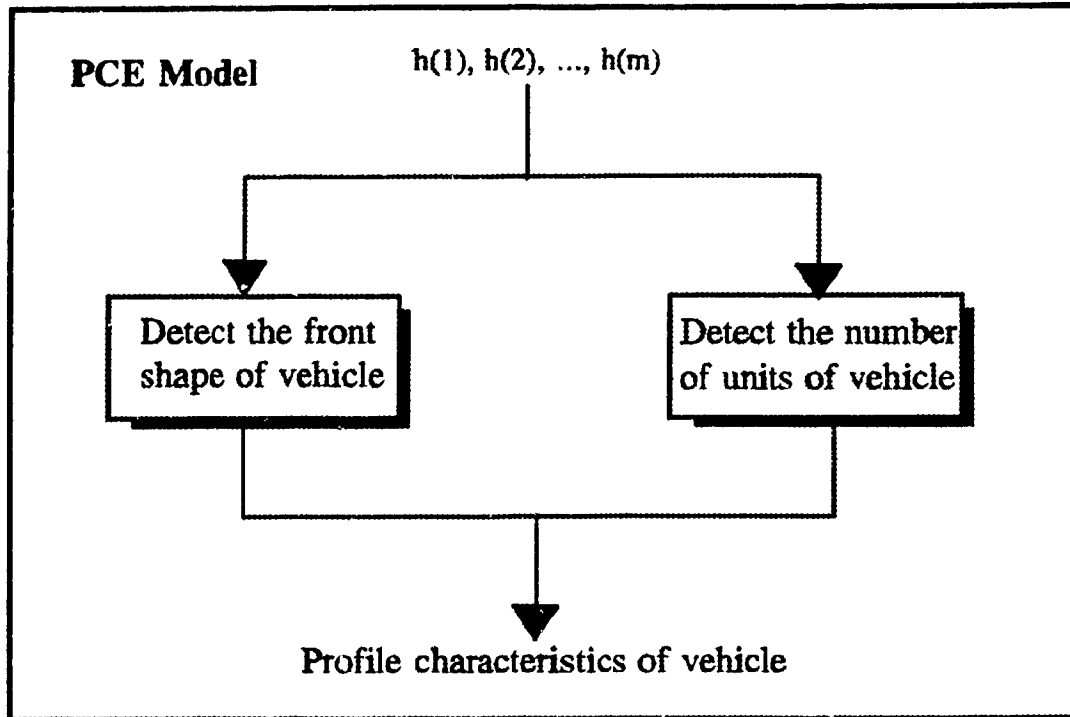 PCE Model
h(1), h(2), ..., h(m)
Detect the front
shape of vehicle
Detect the number
of units of vehicle
Profile characteristics of vehicle